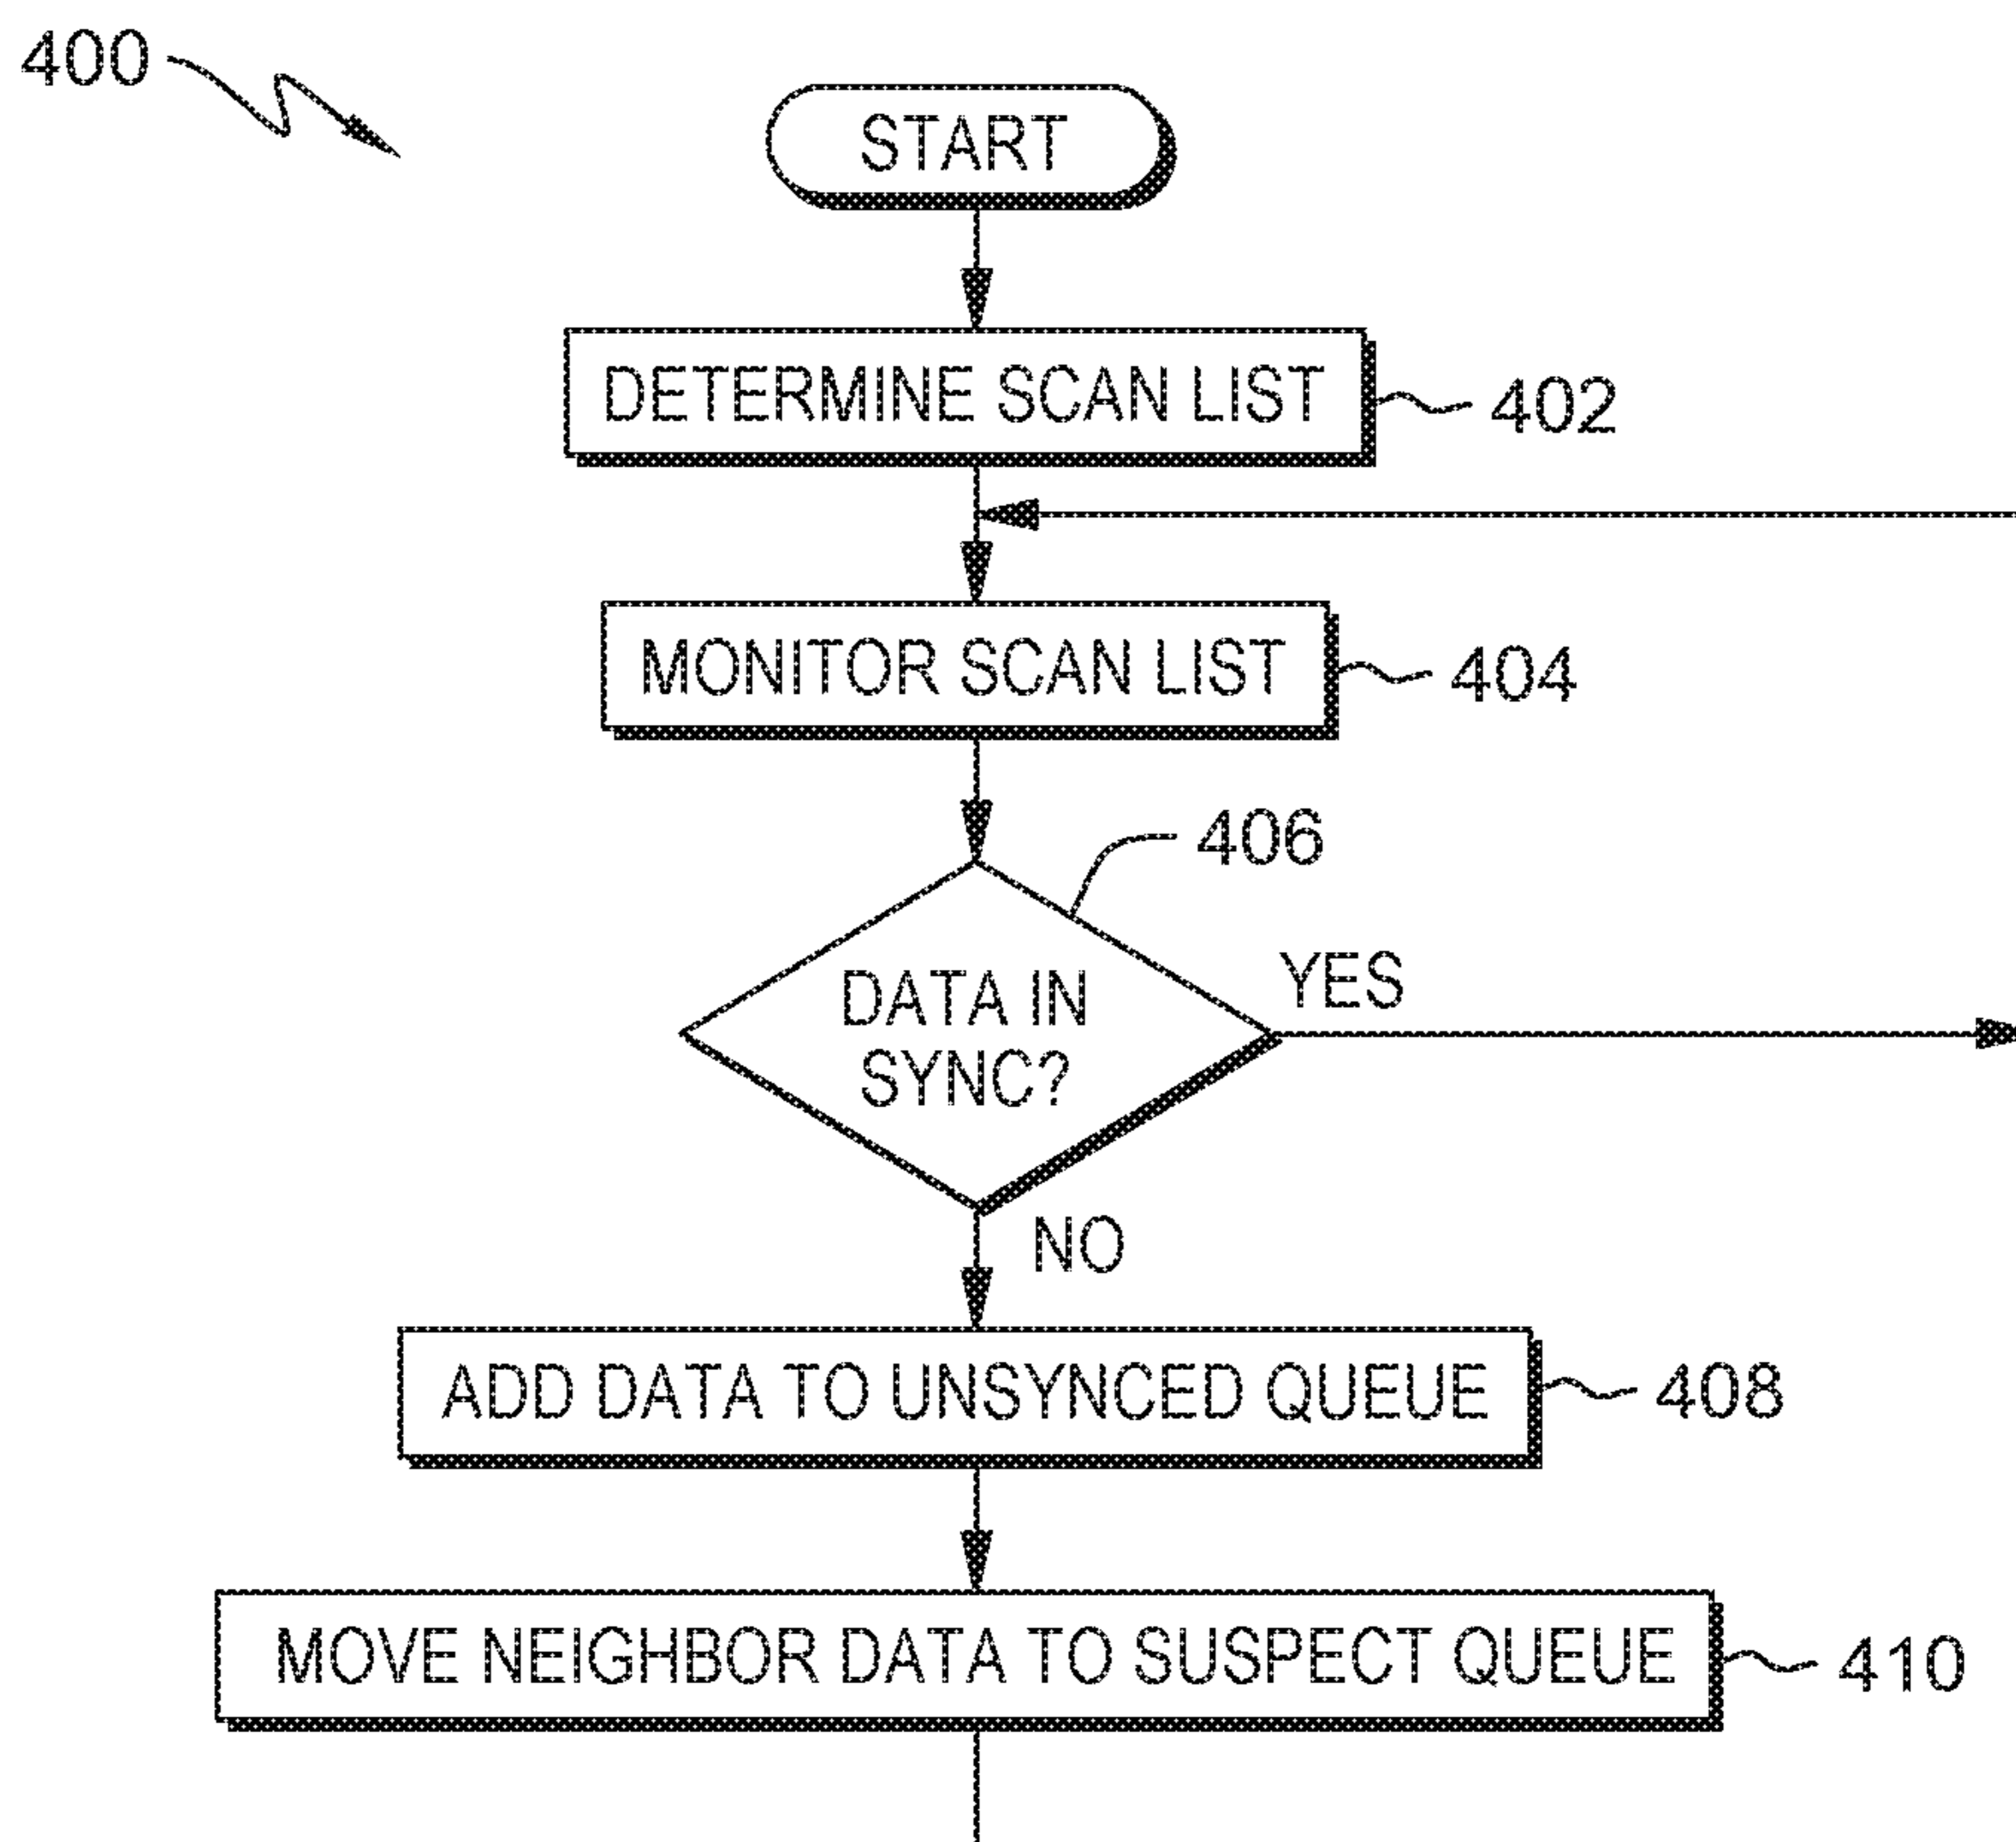 400
START
DETERMINE SCAN LIST
402
MONITOR SCAN LIST
404
406
DATA IN
SYNC?
YES
NO
ADD DATA TO UNSYNCED QUEUE
408
MOVE NEIGHBOR DATA TO SUSPECT QUEUE
410